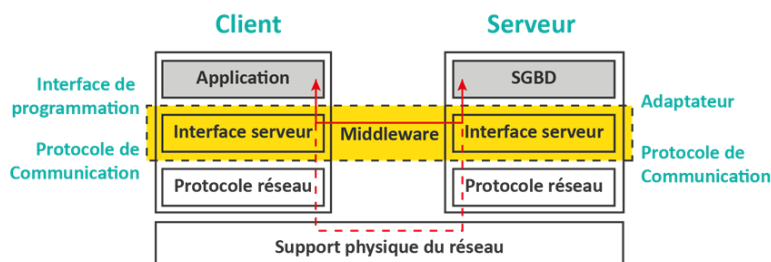 Client
Serveur
Interface de
programmation
Application
SGBD
Adaptateur
Interface serveur
Middleware
Interface serveur
Protocole de
Communication
Protocole de
Communication
Protocole réseau
Protocole réseau
Support physique du réseau